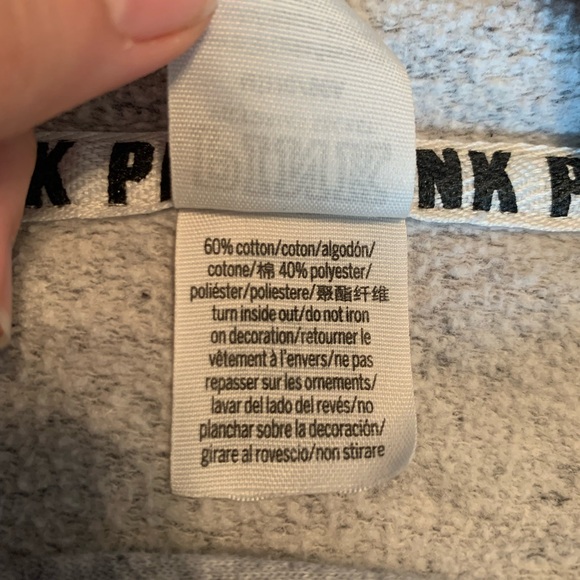 K PI NK P
60% cotton/coton/algodón/
cotone/棉 40% polyester/
poliéster/poliestere/聚酯纤维
turn inside out/do not iron
on decoration/retourner le
vêtement à l'envers/ne pas
repasser sur les ornements/
lavar del lado del revés/no
planchar sobre la decoración/
girare al rovescio/non stirare